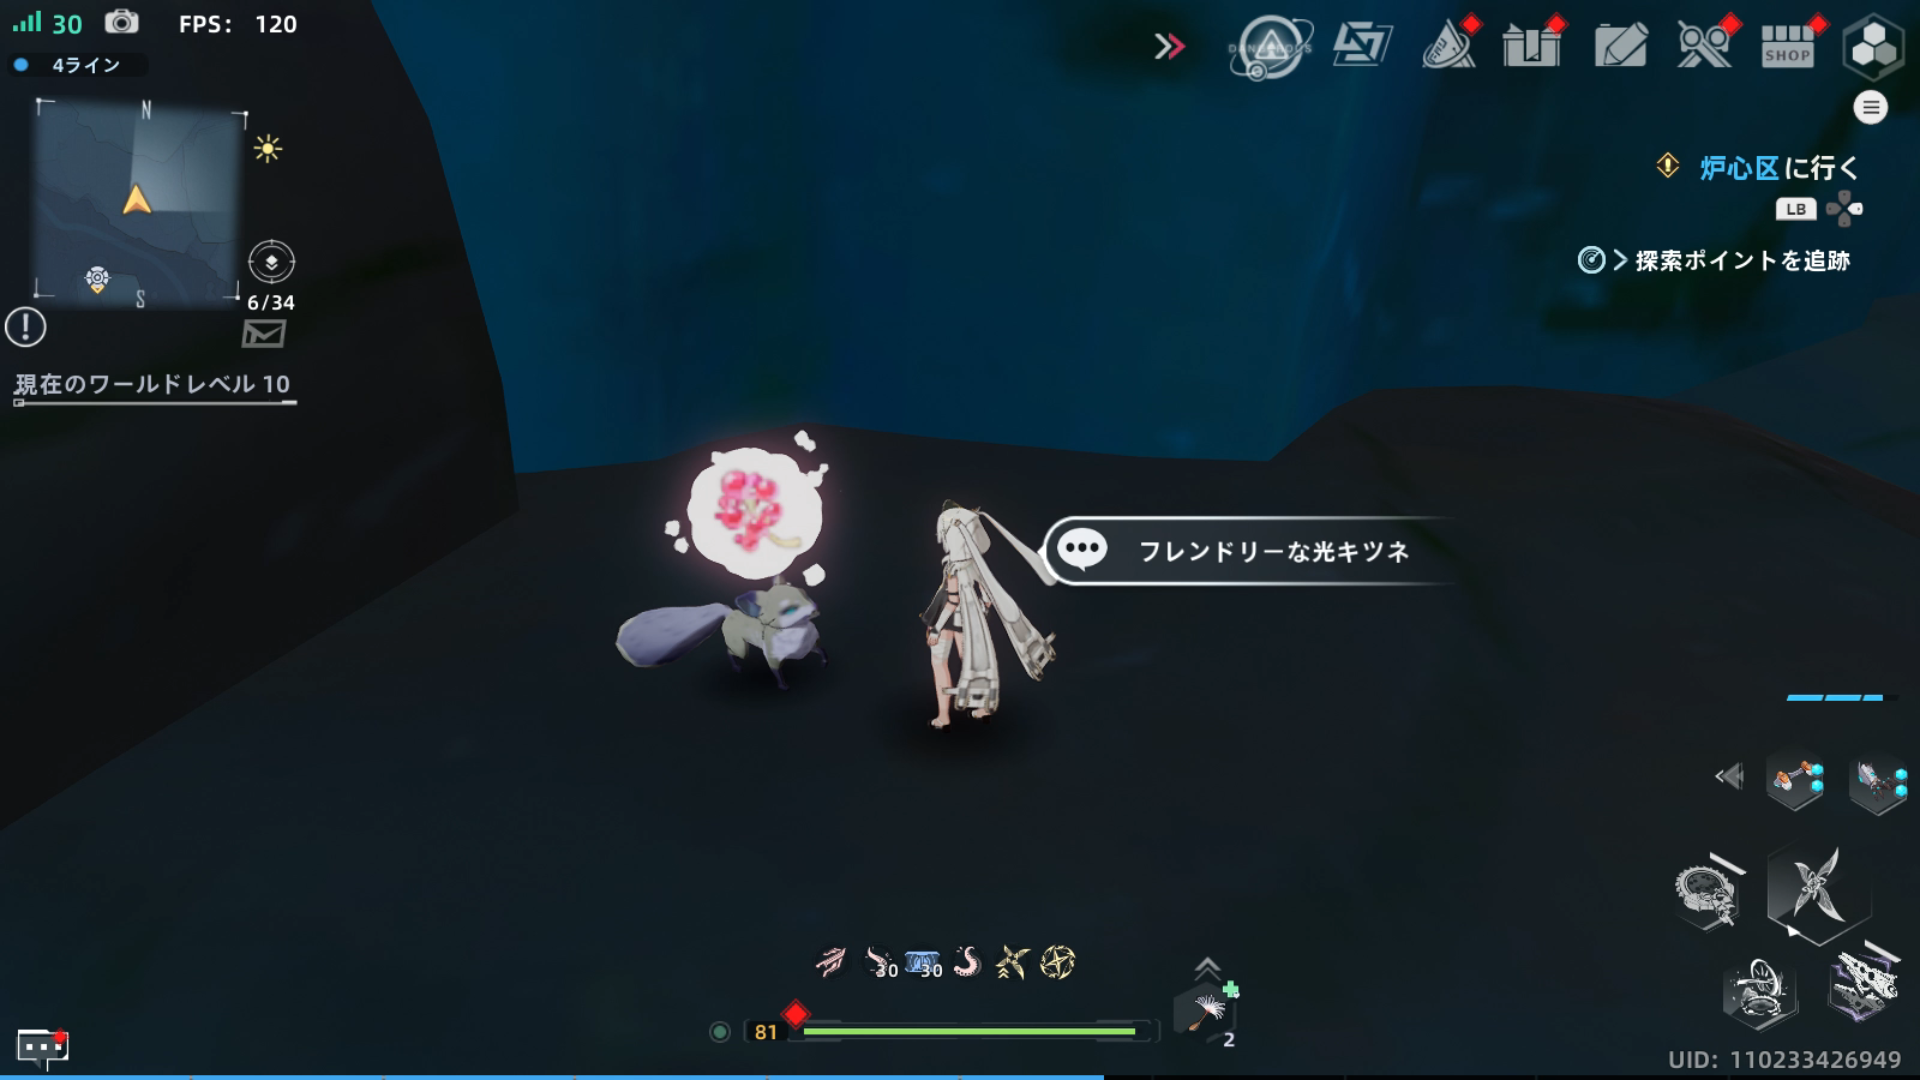 30
FPS: 120
4ライン
N
S
6/34
現在のワールドレベル 10
DANGEROUS
SHOP
炉心区に行く
LB
探索ポイントを追跡
フレンドリーな光キツネ
30
30
81
2
UID: 110233426949